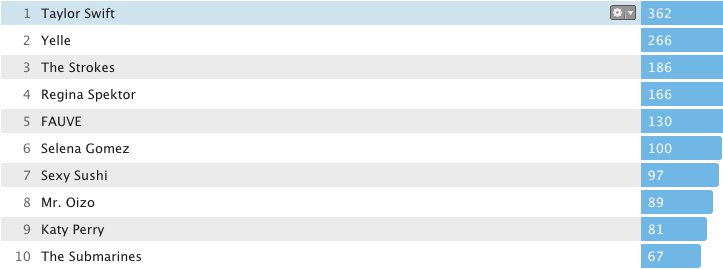 1 Taylor Swift 362
2 Yelle 266
3 The Strokes 186
4 Regina Spektor 166
5 FAUVE 130
6 Selena Gomez 100
7 Sexy Sushi 97
8 Mr. Oizo 89
9 Katy Perry 81
10 The Submarines 67